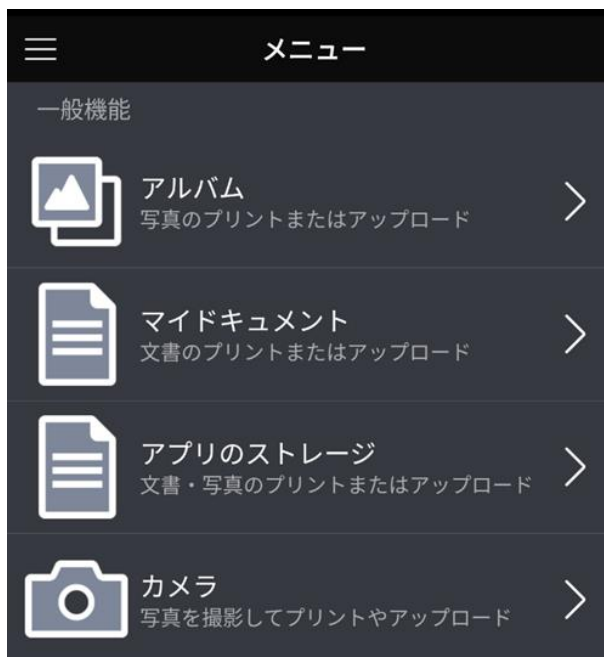 メニュー
一般機能
アルバム
写真のプリントまたはアップロード
マイドキュメント
文書のプリントまたはアップロード
アプリのストレージ
文書・写真のプリントまたはアップロード
カメラ
写真を撮影してプリントやアップロード